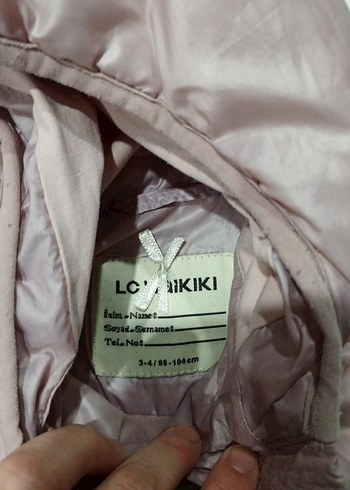 LC WAIKIKI
İsim-Name:
Soyad-Surname:
Tel.No:
3-4 / 98-104 cm